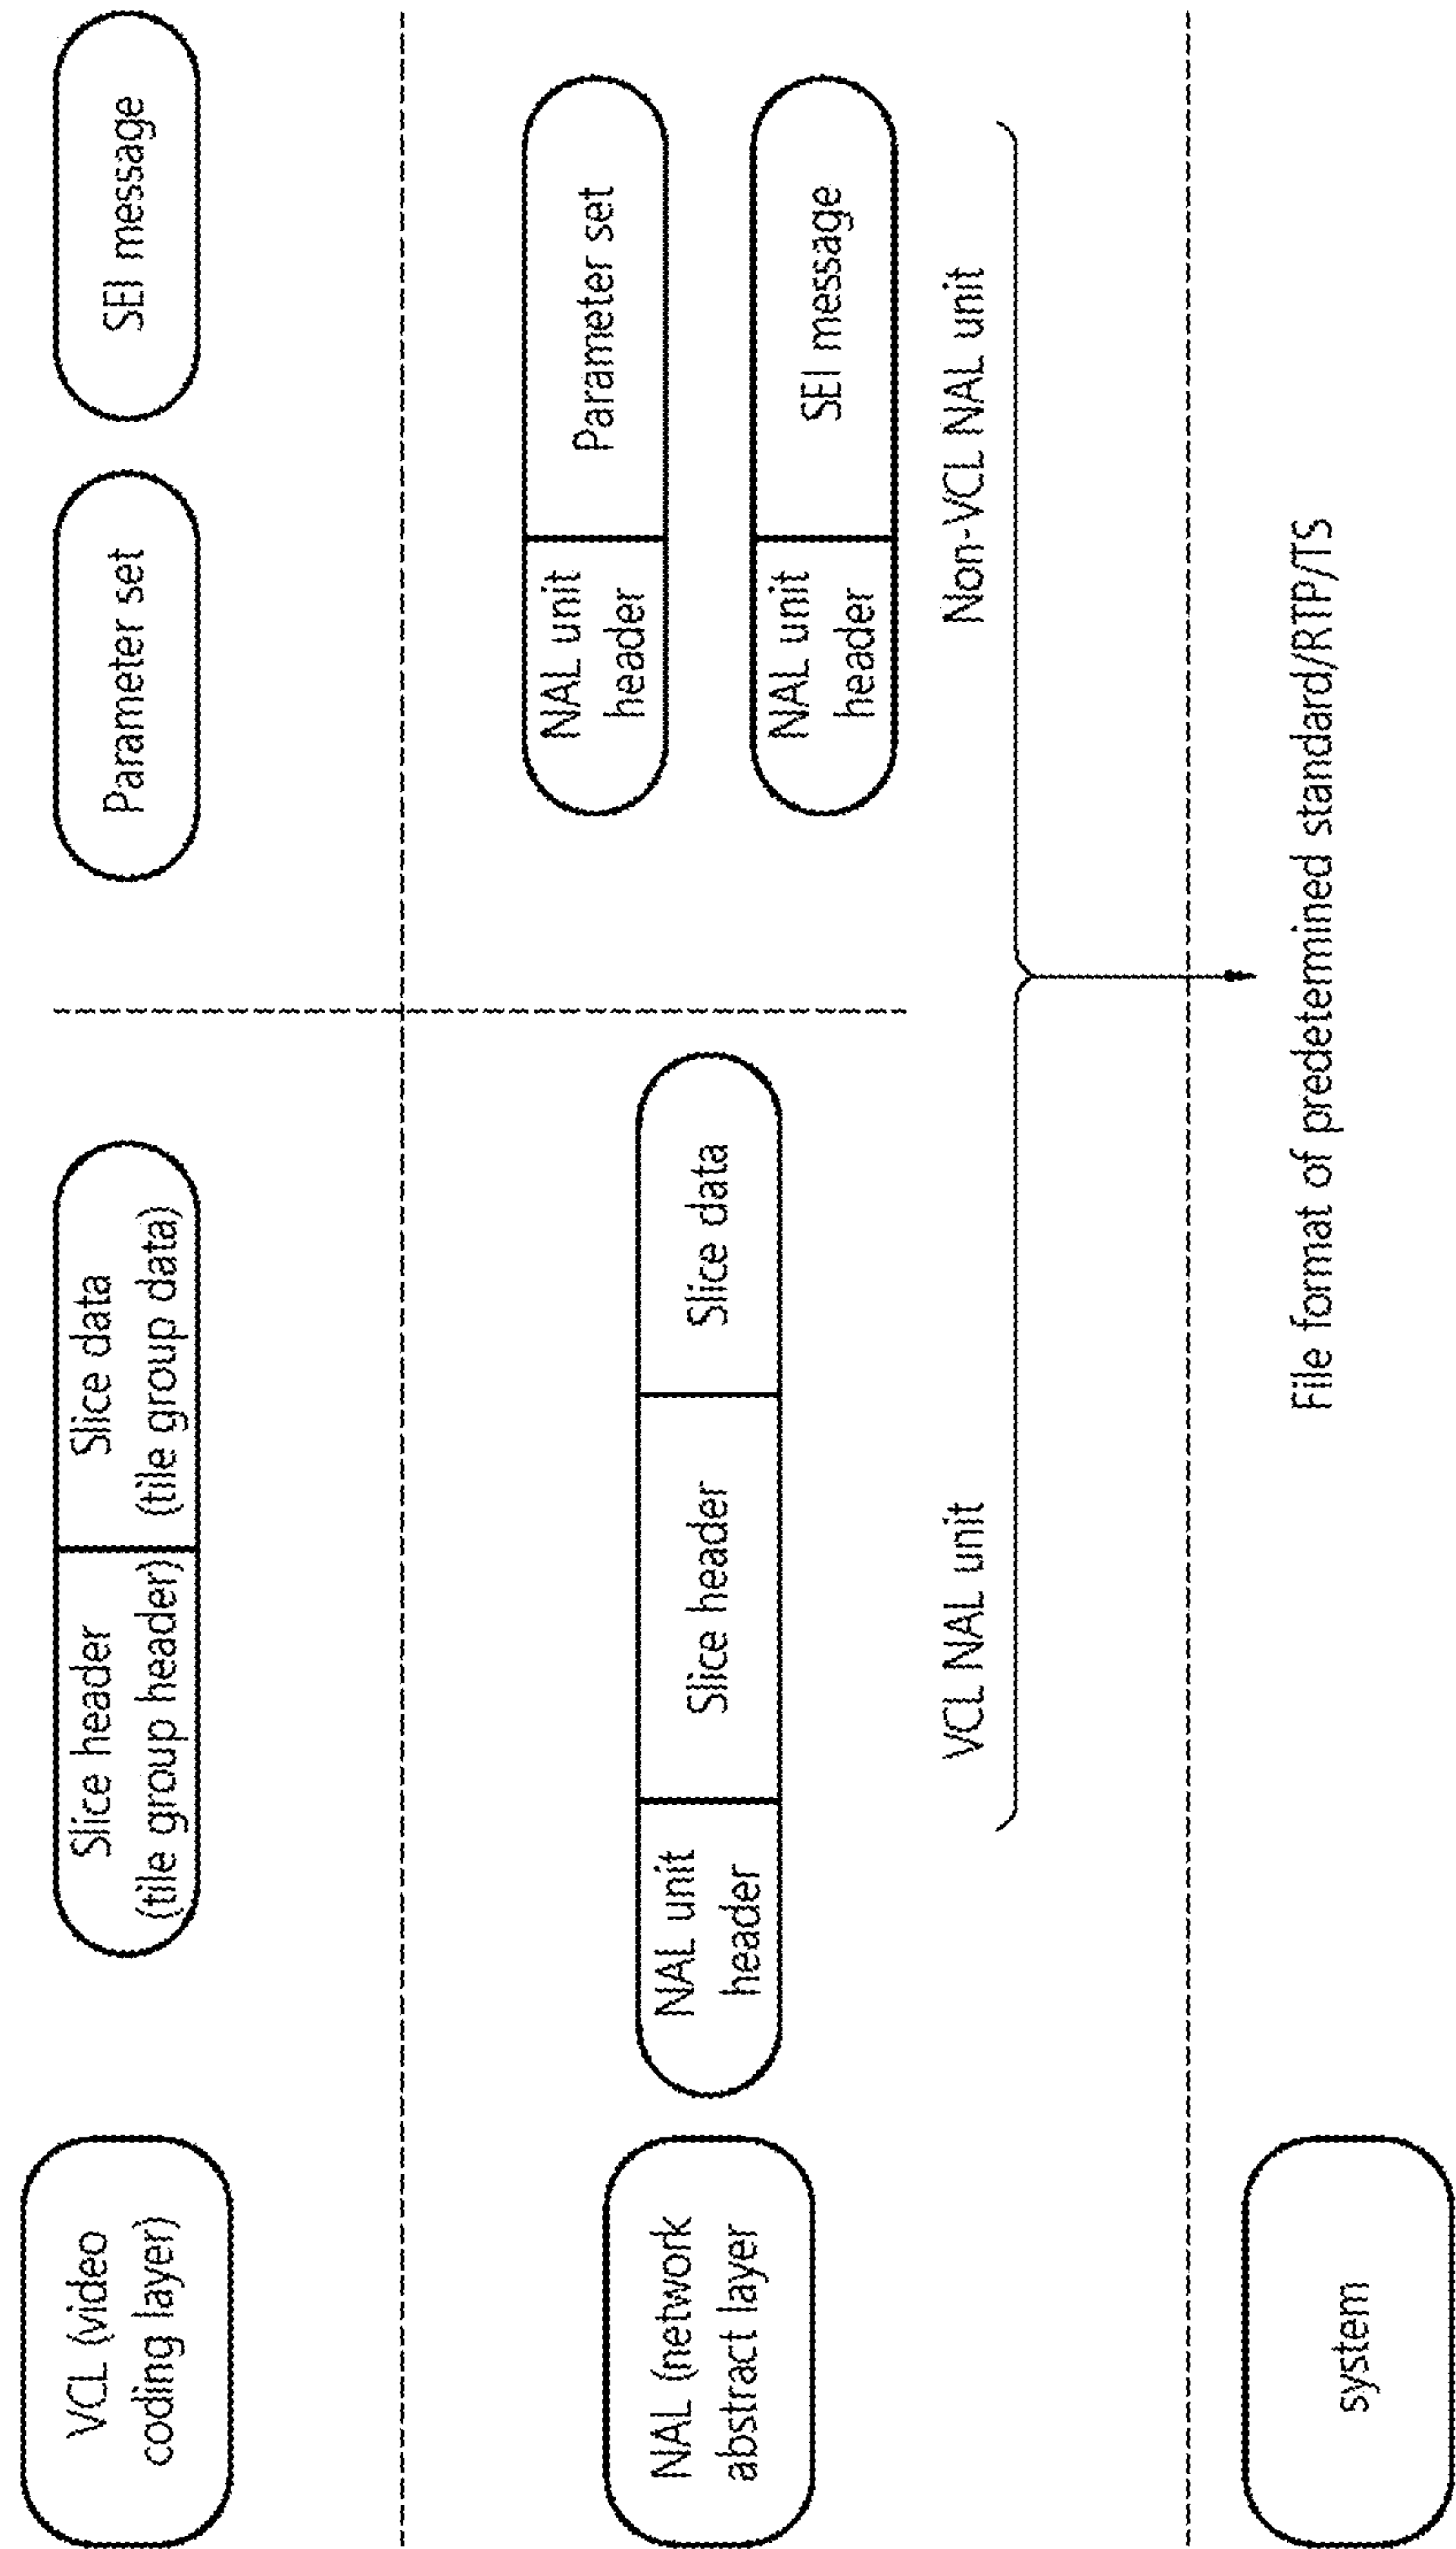 VCL (video
coding layer)
Slice header
(tile group header)
Slice data
(tile group data)
Parameter set
SEI message
NAL (network
abstract layer
NAL unit
header
Slice header
Slice data
NAL unit
header
Parameter set
NAL unit
header
SEI message
VCL NAL unit
Non-VCL NAL unit
system
File format of predetermined standard/RTP/TS